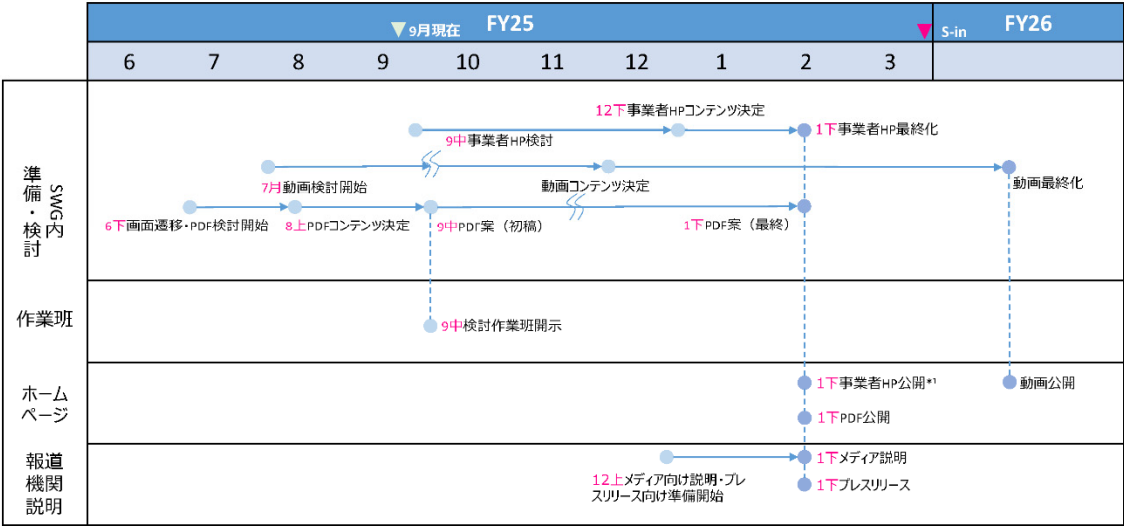 FY25
9月現在
S-in
FY26
6 7 8 9 10 11 12 1 2 3
SWG内
準備・検討
12下事業者HPコンテンツ決定
9中事業者HP検討
1下事業者HP最終化
7月動画検討開始
動画コンテンツ決定
動画最終化
6下画面遷移・PDF検討開始
8上PDFコンテンツ決定
9中PDF案（初稿）
1下PDF案（最終）
作業班
9中検討作業班開示
ホーム
ページ
1下事業者HP公開*1
動画公開
1下PDF公開
報道
機関
説明
12上メディア向け説明・プレ
スリリース向け準備開始
1下メディア説明
1下プレスリリース